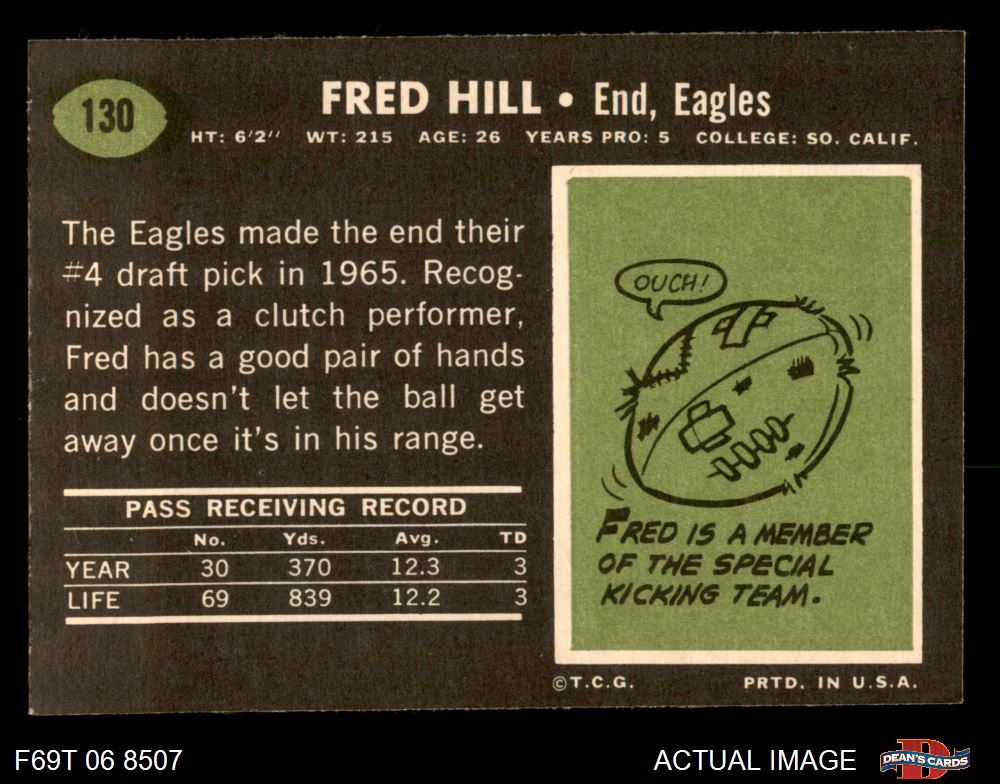 130
FRED HILL • End, Eagles
HT: 6'2" WT: 215 AGE: 26 YEARS PRO: 5 COLLEGE: SO. CALIF.
The Eagles made the end their
#4 draft pick in 1965. Recog-
nized as a clutch performer,
Fred has a good pair of hands
and doesn't let the ball get
away once it's in his range.
PASS RECEIVING RECORD
No. Yds. Avg. TD
YEAR 30 370 12.3 3
LIFE 69 839 12.2 3
OUCH!
FRED IS A MEMBER
OF THE SPECIAL
KICKING TEAM.
©T.C.G. PRTD. IN U.S.A.
F69T 06 8507
ACTUAL IMAGE
D
DEAN'S CARDS